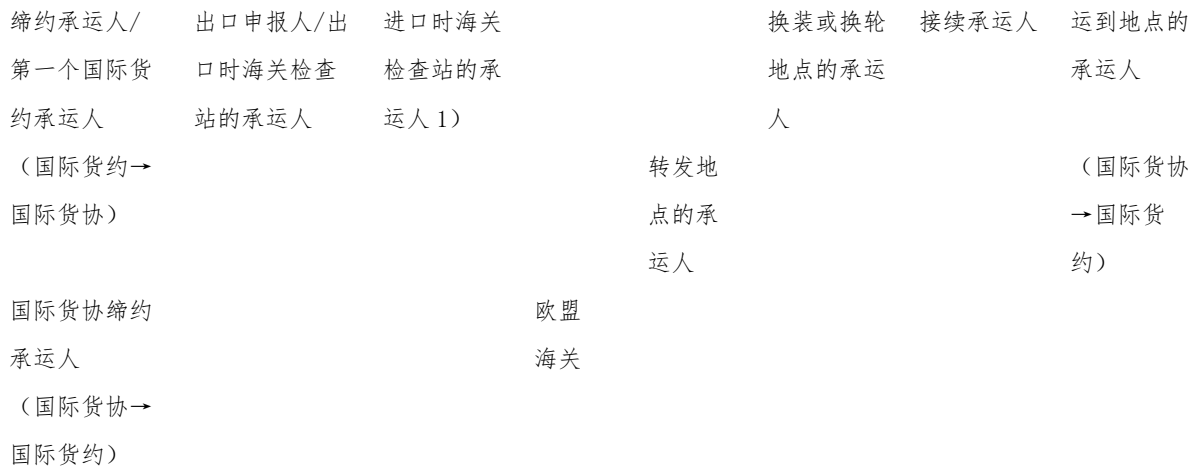 缔约承运人/
第一个国际货
约承运人
（国际货约→
国际货协）
国际货协缔约
承运人
（国际货协→
国际货约）
出口申报人/出
口时海关检查
站的承运人
进口时海关
检查站的承
运人 1）
欧盟
海关
转发地
点的承
运人
换装或换轮
地点的承运
人
接续承运人
运到地点的
承运人
（国际货协
→国际货
约）